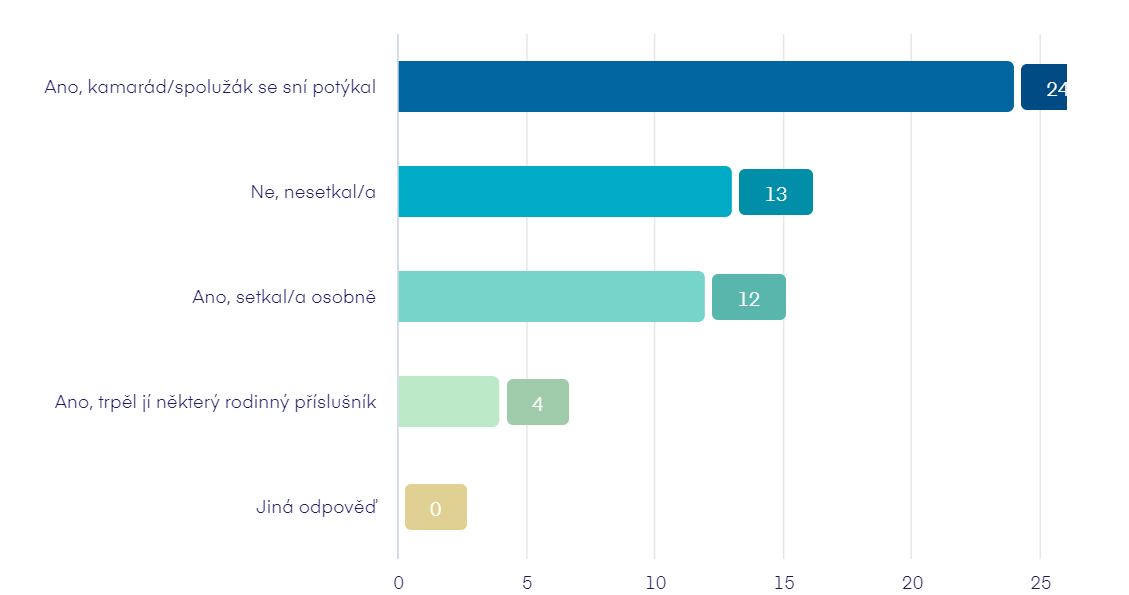 Ano, kamarád/spolužák se sní potýkal
24
Ne, nesetkal/a
13
Ano, setkal/a osobně
12
Ano, trpěl jí některý rodinný příslušník
4
Jiná odpověď
0
0 5 10 15 20 25